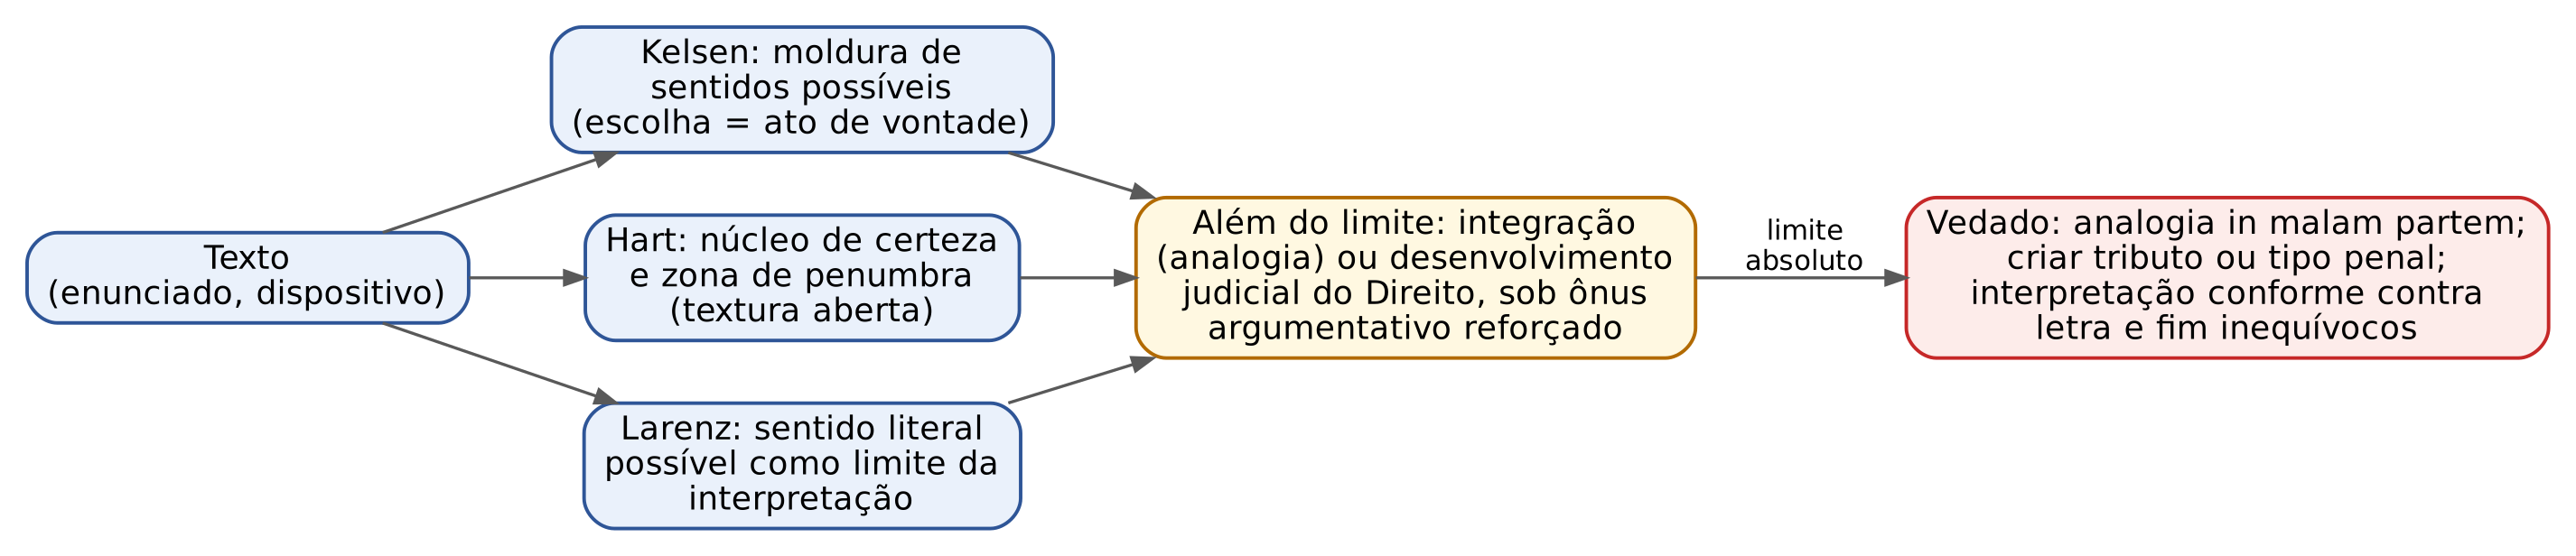 Texto
(enunciado, dispositivo)
Kelsen: moldura de
sentidos possíveis
(escolha = ato de vontade)
Hart: núcleo de certeza
e zona de penumbra
(textura aberta)
Larenz: sentido literal
possível como limite da
interpretação
Além do limite: integração
(analogia) ou desenvolvimento
judicial do Direito, sob ônus
argumentativo reforçado
limite
absoluto
Vedado: analogia in malam partem;
criar tributo ou tipo penal;
interpretação conforme contra
letra e fim inequívocos